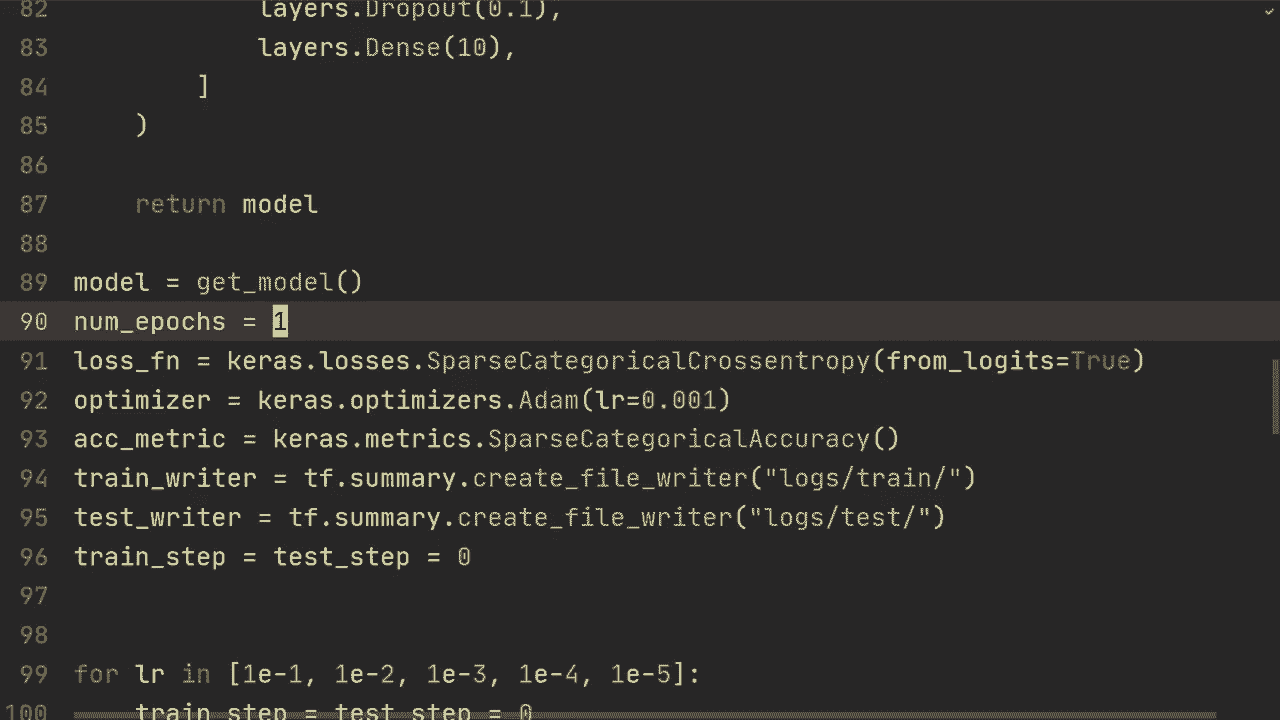 82             layers.Dropout(0.1),
83             layers.Dense(10),
84         ]
85     )
86
87     return model
88
89 model = get_model()
90 num_epochs = 1
91 loss_fn = keras.losses.SparseCategoricalCrossentropy(from_logits=True)
92 optimizer = keras.optimizers.Adam(lr=0.001)
93 acc_metric = keras.metrics.SparseCategoricalAccuracy()
94 train_writer = tf.summary.create_file_writer("logs/train/")
95 test_writer = tf.summary.create_file_writer("logs/test/")
96 train_step = test_step = 0
97
98
99 for lr in [1e-1, 1e-2, 1e-3, 1e-4, 1e-5]:
100     train_step = test_step = 0